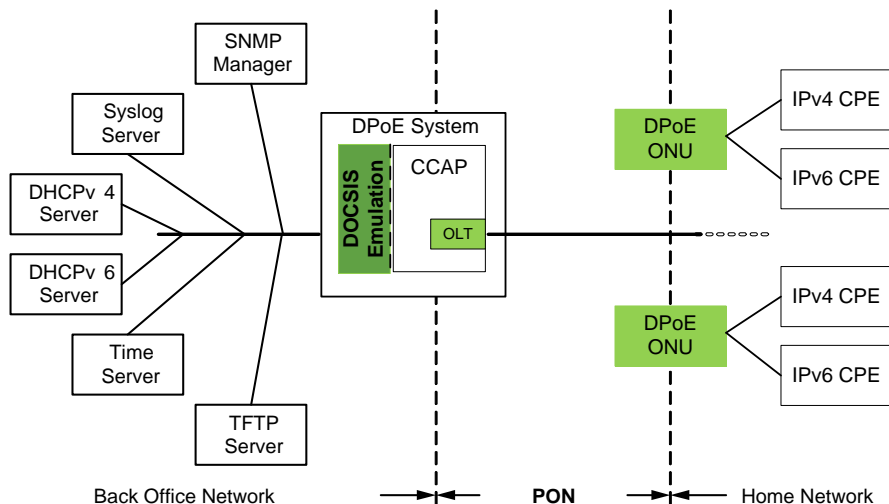 SNMP
Manager
Syslog
Server
DHCPv 4
Server
DHCPv 6
Server
Time
Server
TFTP
Server
DPoE System
DOCSIS
Emulation
CCAP
OLT
DPoE
ONU
IPv4 CPE
IPv6 CPE
DPoE
ONU
IPv4 CPE
IPv6 CPE
Back Office Network
PON
Home Network